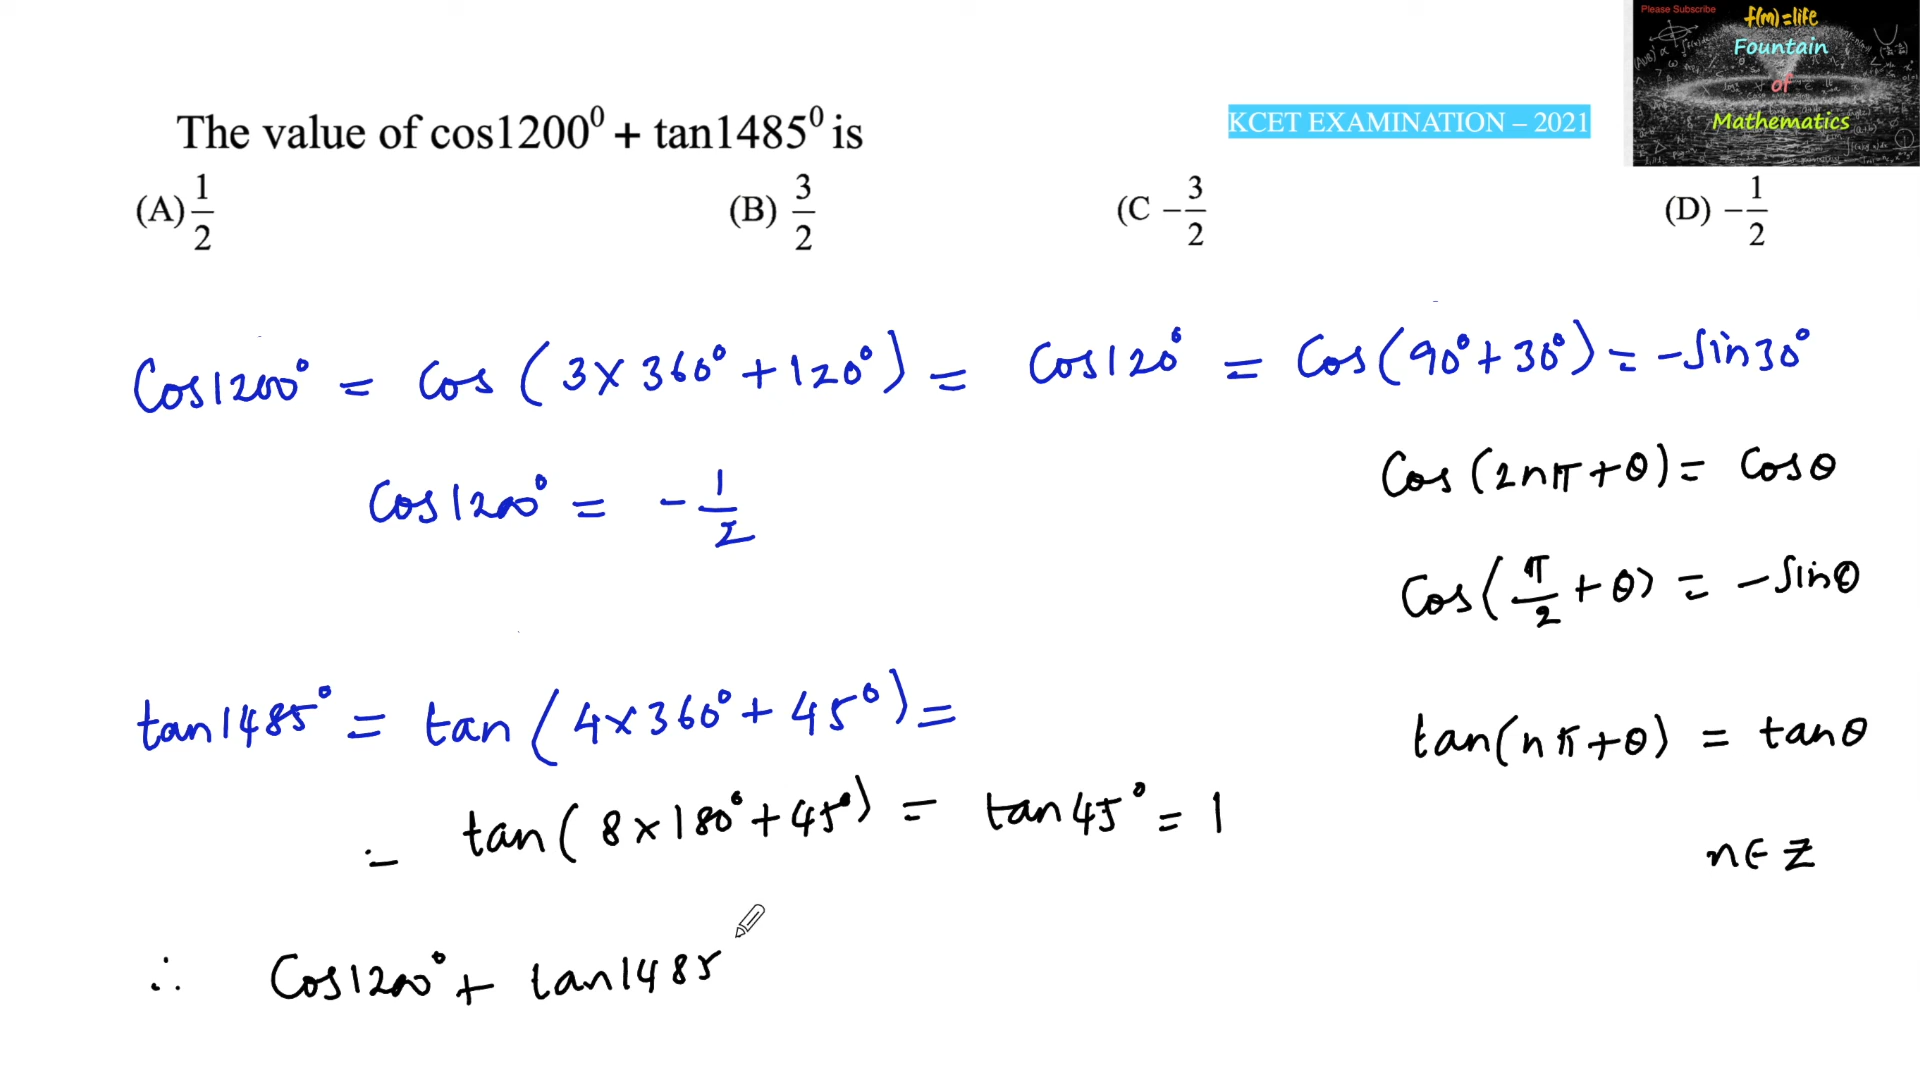 Please Subscribe
f(m)=life
Fountain
of
Mathematics
The value of cos1200⁰ + tan1485⁰ is
KCET EXAMINATION – 2021
(A) 1/2 (B) 3/2 (C −3/2 (D) −1/2
Cos1200° = Cos (3×360°+120°) = Cos120° = Cos(90°+30°) = −Sin30°
Cos(2nπ+θ) = Cosθ
Cos1200° = −1/2
Cos(π/2+θ) = −Sinθ
tan1485° = tan(4×360°+45°) =
tan(nπ+θ) = tanθ
= tan(8×180°+45°) = tan45° = 1
n∈Z
∴ Cos1200° + tan1485